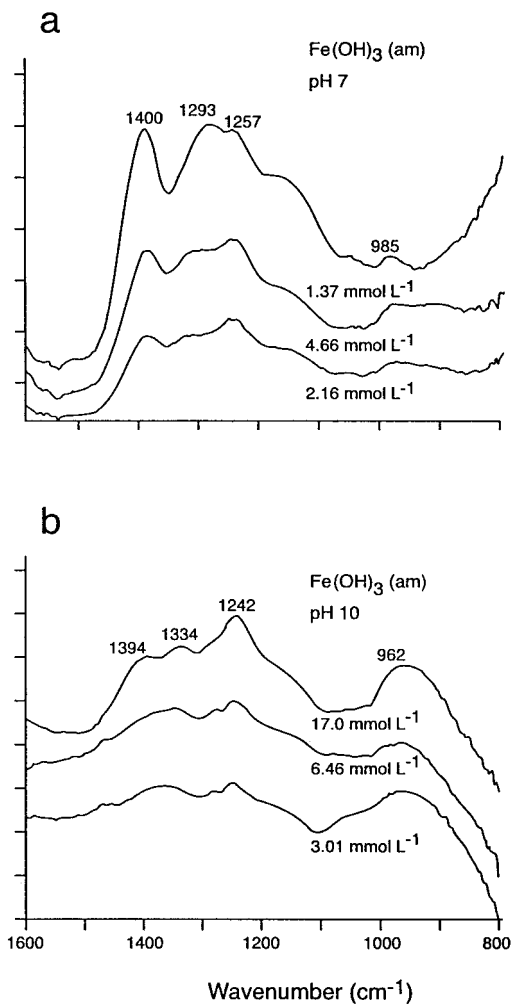 a
Fe(OH)3 (am)
pH 7
1400
1293
1257
985
1.37 mmol L-1
4.66 mmol L-1
2.16 mmol L-1
b
Fe(OH)3 (am)
pH 10
1394
1334
1242
962
17.0 mmol L-1
6.46 mmol L-1
3.01 mmol L-1
1600 1400 1200 1000 800
Wavenumber (cm-1)